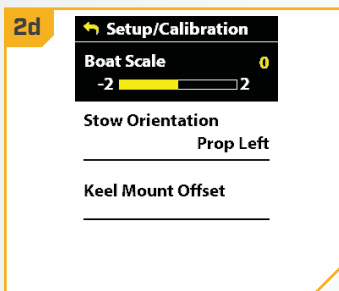 2d
Setup/Calibration
Boat Scale 0
-2 2
Stow Orientation
Prop Left
Keel Mount Offset